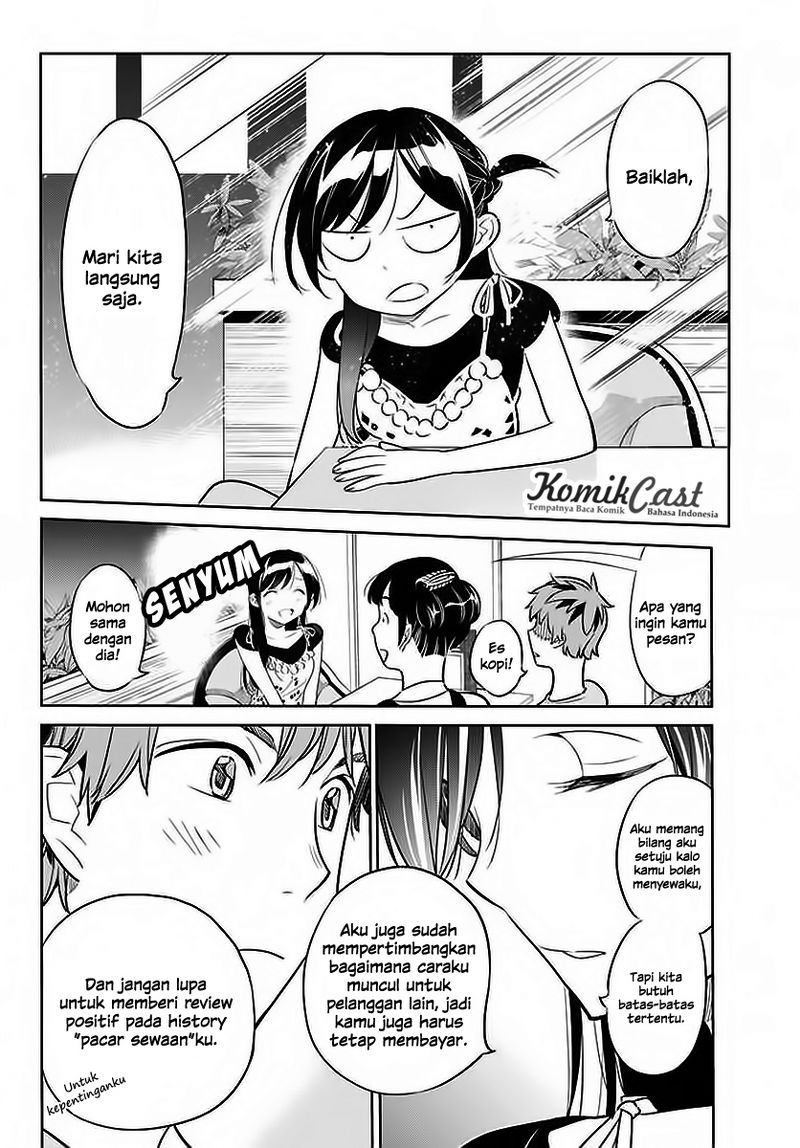 Baiklah,
Mari kita
langsung
saja.
KomikCast
Tempatnya Baca Komik Bahasa Indonesia
Apa yang
ingin kamu
pesan?
Es
kopi!
SENYUM
Mohon
sama
dengan
dia!
Aku memang
bilang aku
setuju kalo
kamu boleh
menyewaku,
Tapi kita
butuh
batas-batas
tertentu.
Aku juga sudah
mempertimbangkan
bagaimana caraku
muncul untuk
pelanggan lain, jadi
kamu juga harus
tetap membayar.
Dan jangan lupa
untuk memberi review
positif pada history
"pacar sewaan"ku.
Untuk
kepentinganku